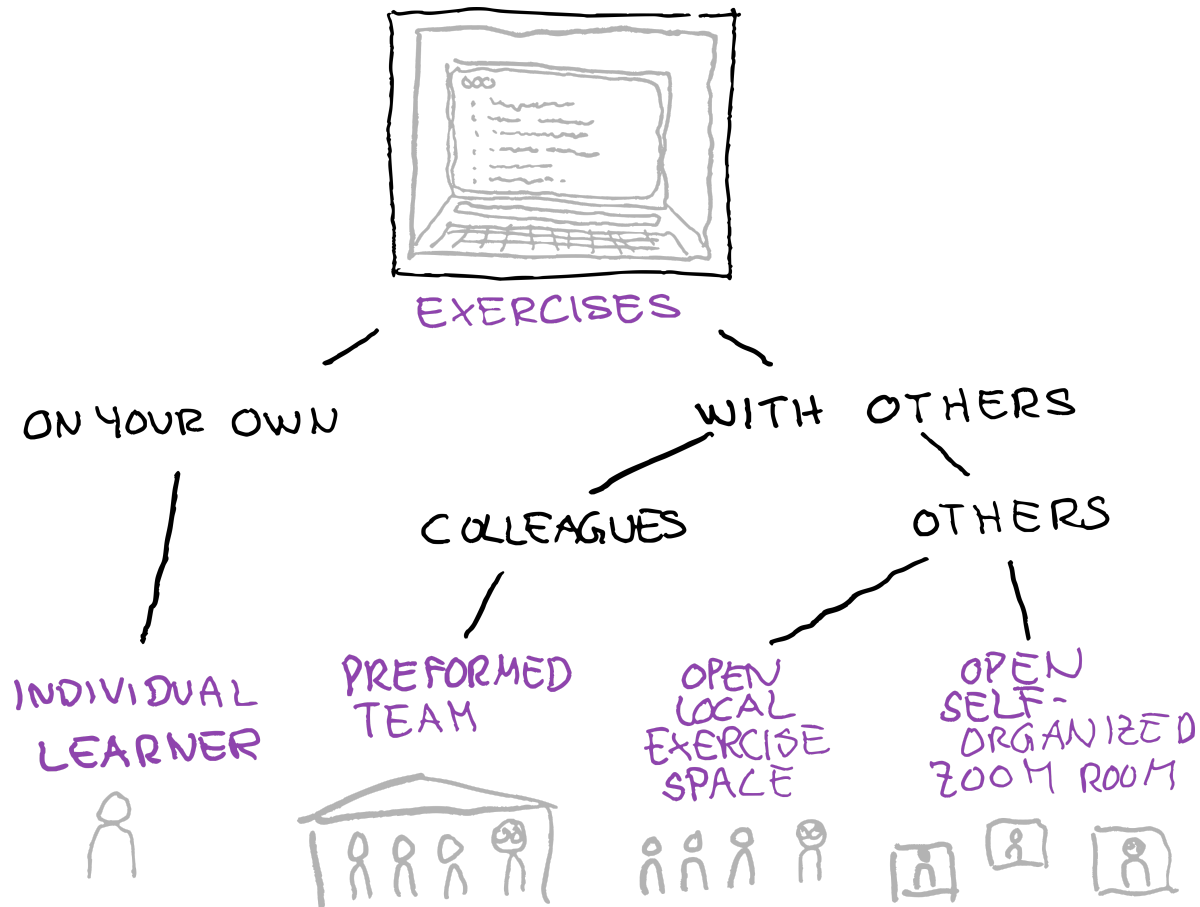 EXERCISES
ON YOUR OWN
WITH OTHERS
COLLEAGUES
OTHERS
INDIVIDUAL
LEARNER
PREFORMED
TEAM
OPEN
LOCAL
EXERCISE
SPACE
OPEN
SELF-
ORGANIZED
ZOOM ROOM